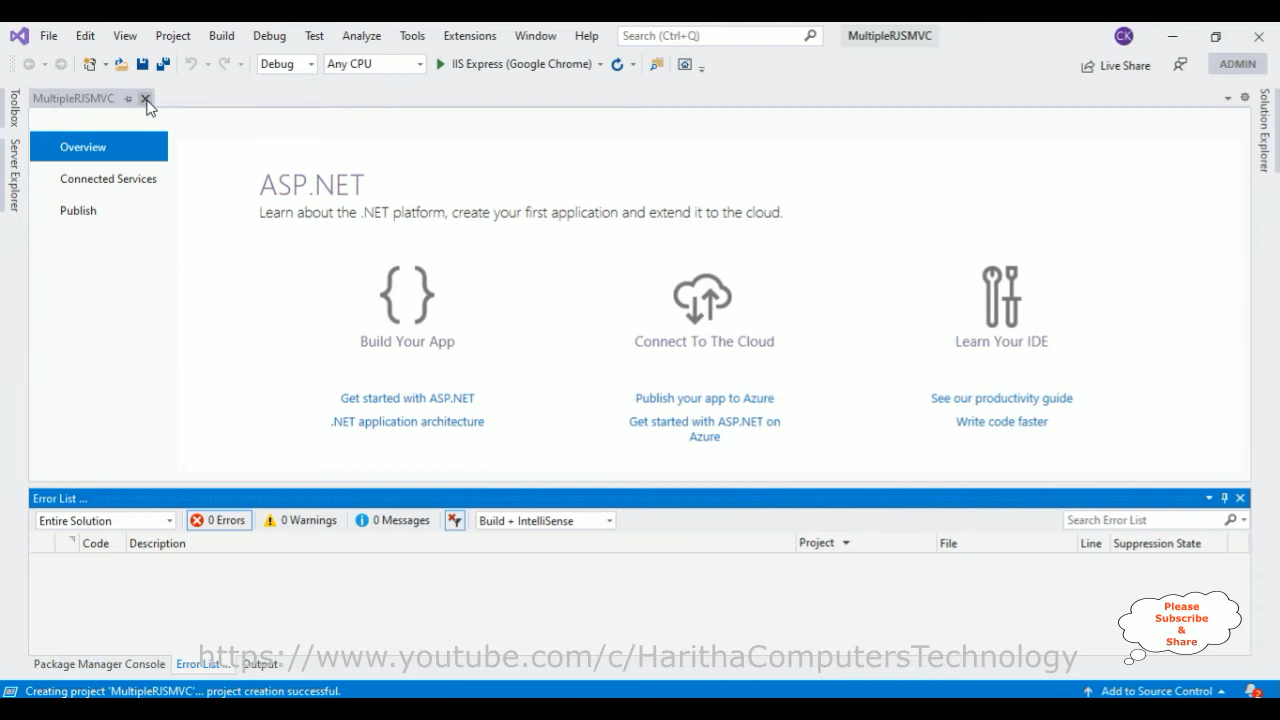 File Edit View Project Build Debug Test Analyze Tools Extensions Window Help Search (Ctrl+Q) MultipleRJSMVC CK
Debug Any CPU IIS Express (Google Chrome) Live Share ADMIN
MultipleRJSMVC
Toolbox
Server Explorer
Solution Explorer
Overview
Connected Services
Publish
ASP.NET
Learn about the .NET platform, create your first application and extend it to the cloud.
Build Your App
Get started with ASP.NET
.NET application architecture
Connect To The Cloud
Publish your app to Azure
Get started with ASP.NET on
Azure
Learn Your IDE
See our productivity guide
Write code faster
Error List ...
Entire Solution 0 Errors 0 Warnings 0 Messages Build + IntelliSense Search Error List
Code Description Project File Line Suppression State
Please
Subscribe
&
Share
https://www.youtube.com/c/HarithaComputersTechnology
Package Manager Console Error List ... Output
Creating project 'MultipleRJSMVC'... project creation successful. Add to Source Control 2